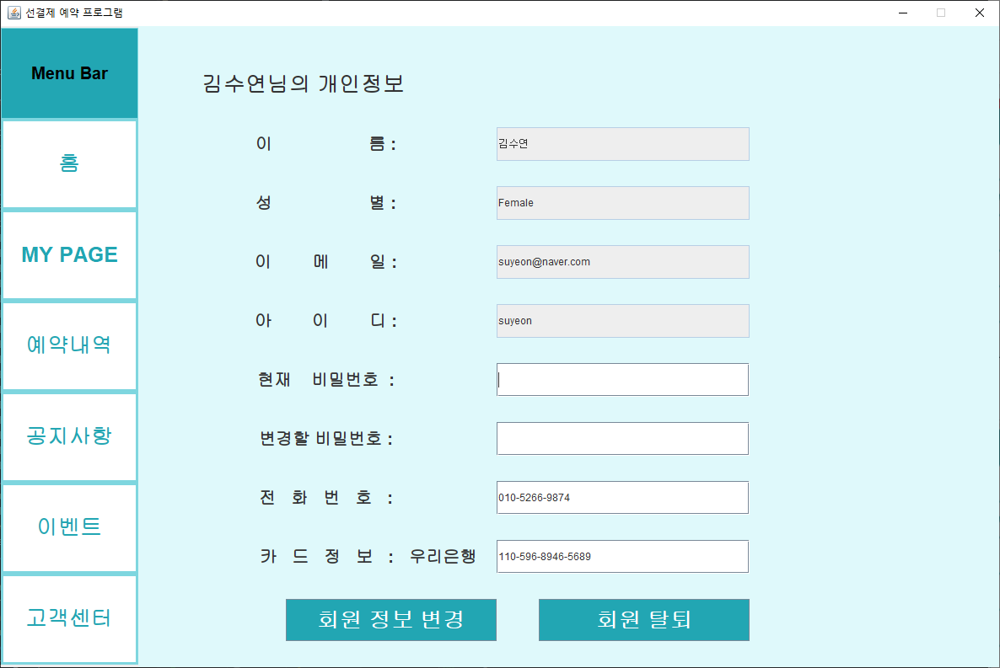 선결제 예약 프로그램
Menu Bar
홈
MY PAGE
예약내역
공지사항
이벤트
고객센터
김수연님의 개인정보
이 름 : 김수연
성 별 : Female
이 메 일 : suyeon@naver.com
아 이 디 : suyeon
현재 비밀번호 :
변경할 비밀번호 :
전 화 번 호 : 010-5266-9874
카 드 정 보 : 우리은행 110-596-8946-5689
회원 정보 변경 회원 탈퇴